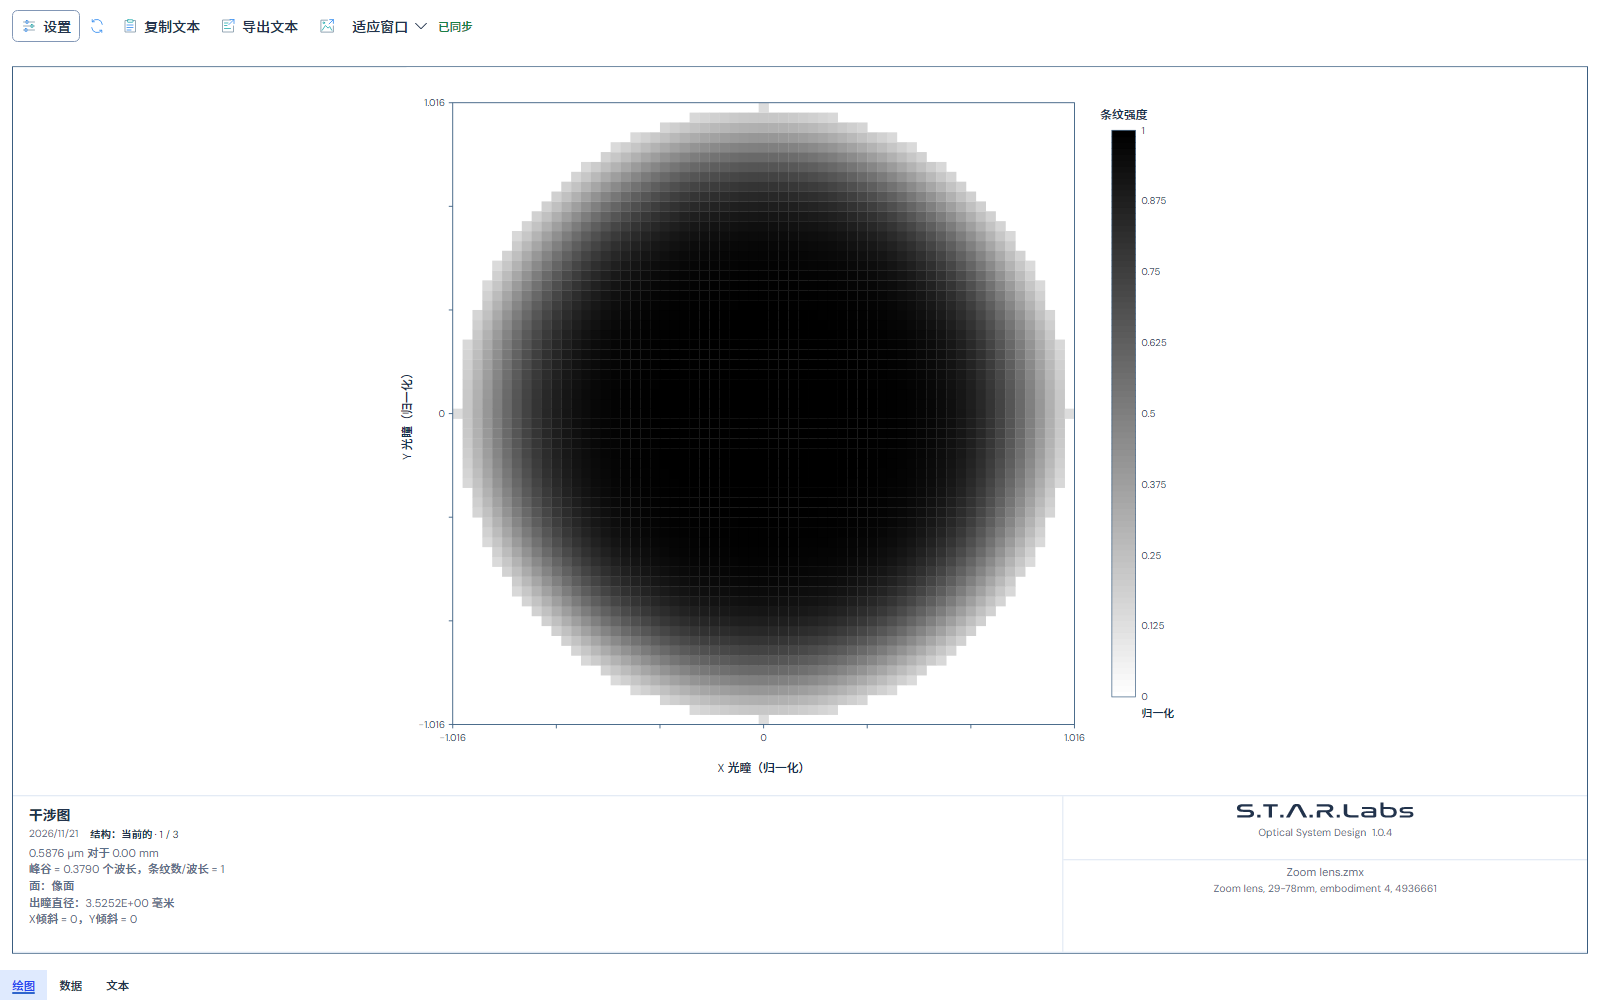 设置 复制文本 导出文本 适应窗口 已同步
条纹强度
1.016
1
0.875
0.75
0.625
0.5
0.375
0.25
0.125
0
归一化
Y 光瞳（归一化）
0
-1.016
-1.016 0 1.016
X 光瞳（归一化）
干涉图
2026/11/21 结构：当前的 · 1 / 3
0.5876 µm 对于 0.00 mm
峰谷 = 0.3790 个波长，条纹数/波长 = 1
面：像面
出瞳直径：3.5252E+00 毫米
X倾斜 = 0，Y倾斜 = 0
S.T.A.R.Labs
Optical System Design 1.0.4
Zoom lens.zmx
Zoom lens, 29-78mm, embodiment 4, 4936661
绘图 数据 文本